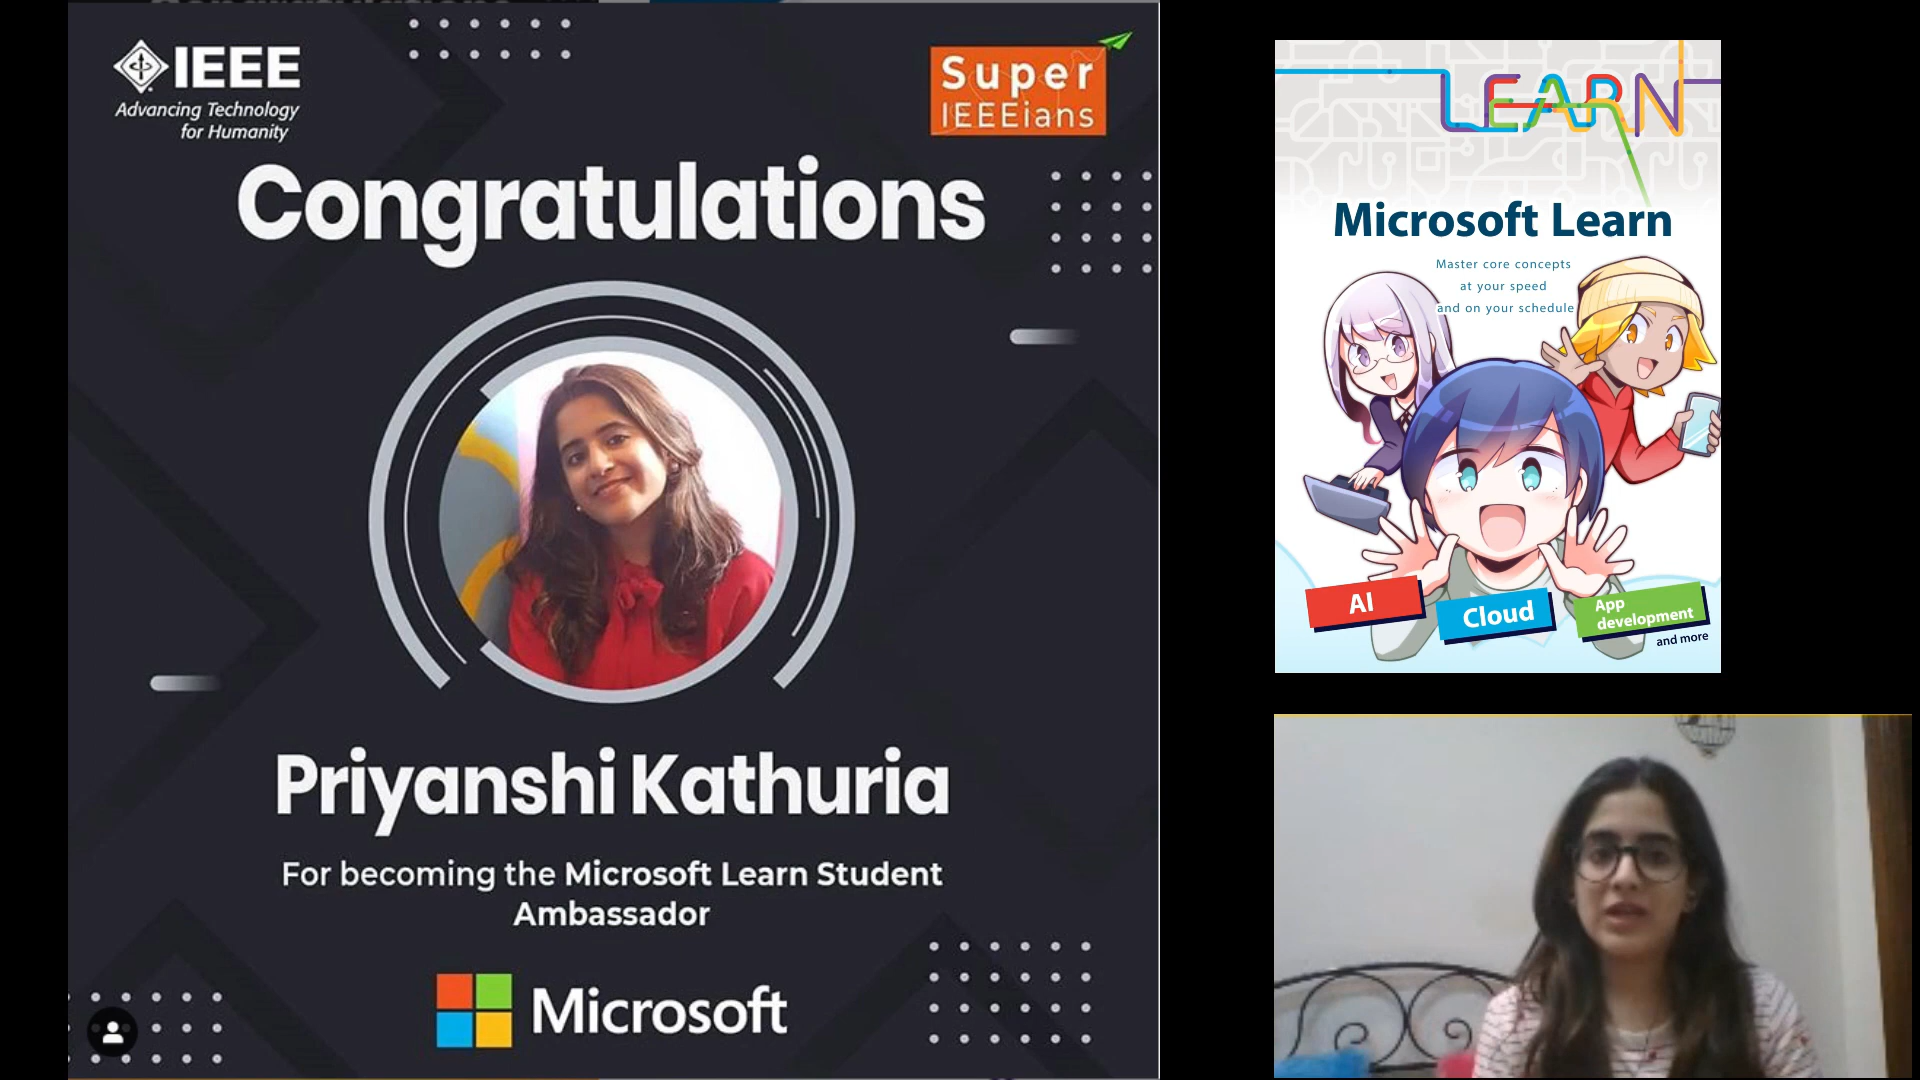 IEEE
Advancing Technology
for Humanity
Super
IEEEians
Congratulations
Priyanshi Kathuria
For becoming the Microsoft Learn Student
Ambassador
Microsoft
LEARN
Microsoft Learn
Master core concepts
at your speed
and on your schedule
AI
Cloud
App
development
and more